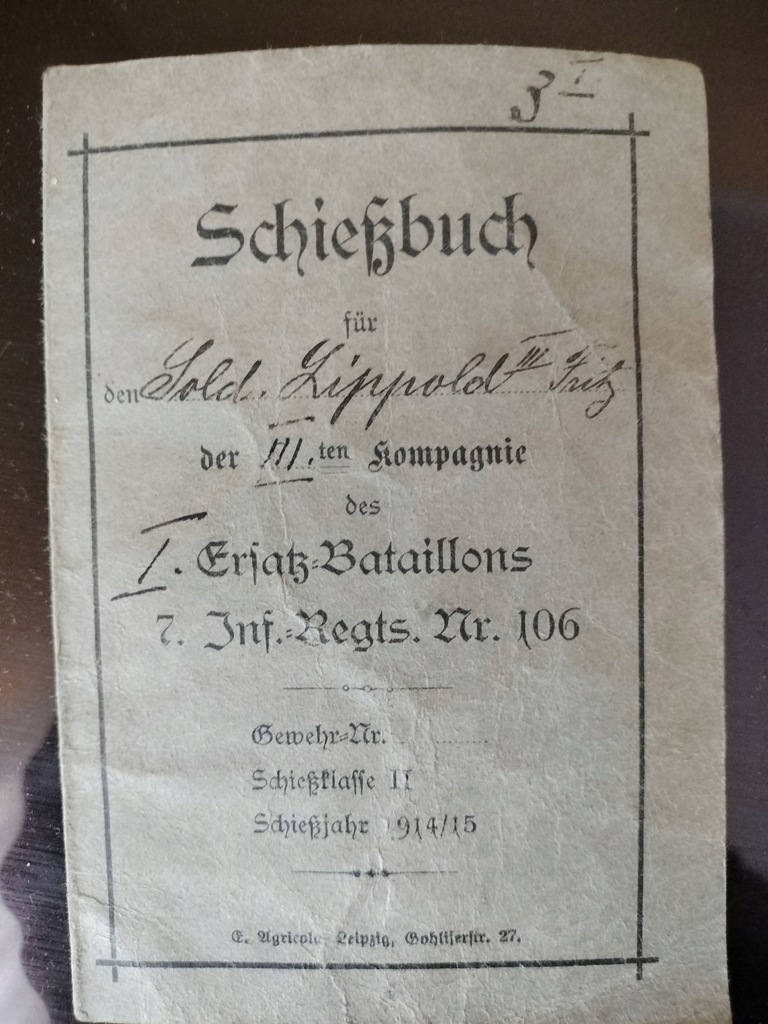 3 I
Schießbuch
für
den Sold. Lippold III Fritz
der III. ten Kompagnie
des
I. Ersatz-Bataillons
7. Inf.-Regts. Nr. 106
Gewehr-Nr.
Schießklasse II
Schießjahr 1914/15
E. Agricola Leipzig, Gohliserstr. 27.